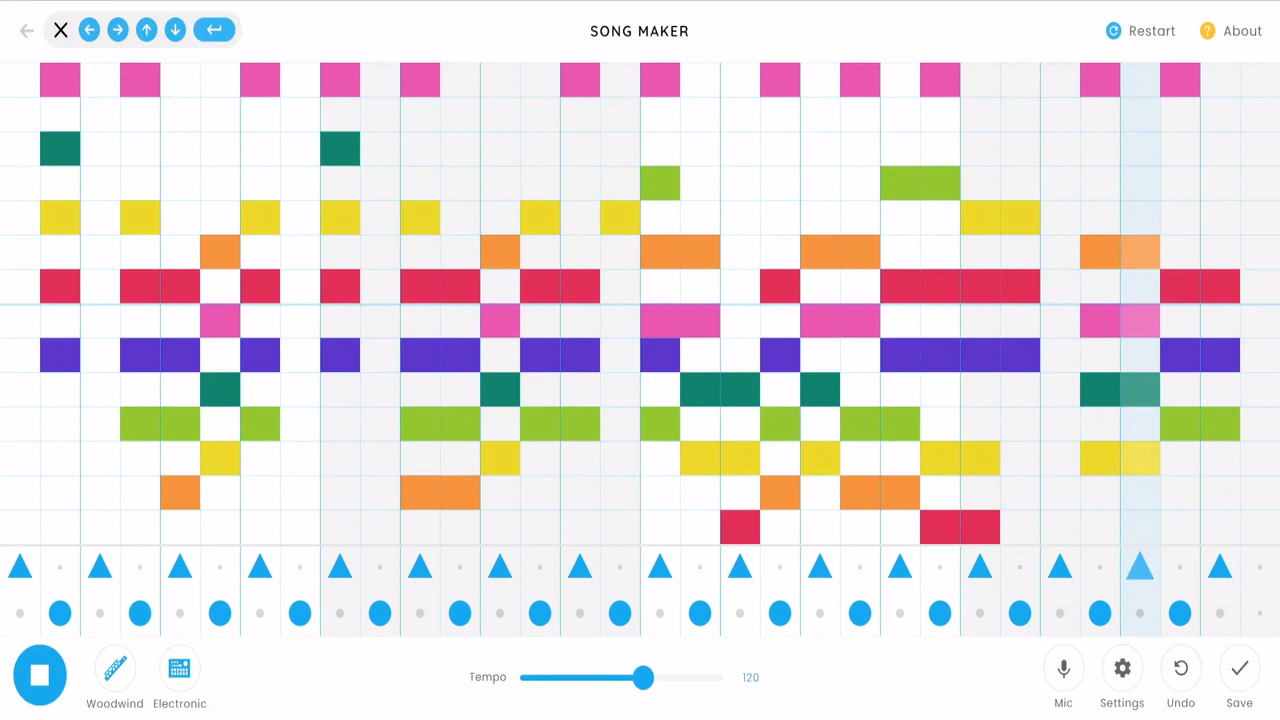 SONG MAKER
Restart
? About
Woodwind
Electronic
Tempo
120
Mic
Settings
Undo
Save